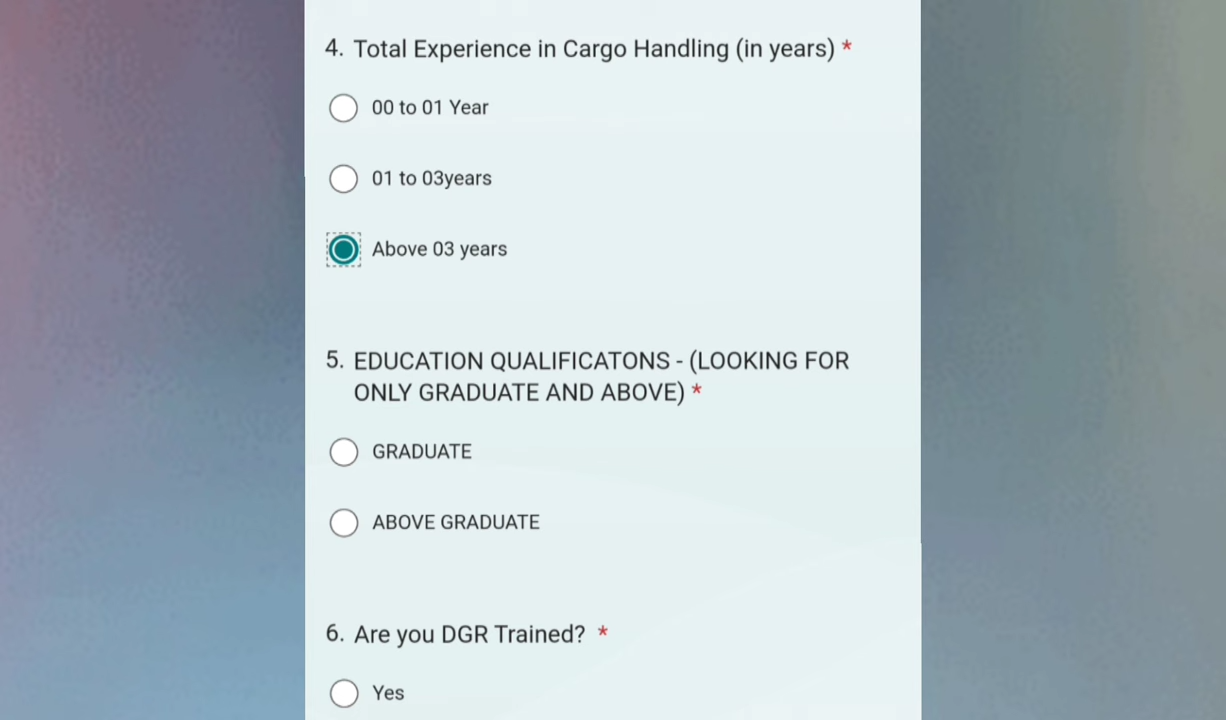 4. Total Experience in Cargo Handling (in years) *
00 to 01 Year
01 to 03years
Above 03 years
5. EDUCATION QUALIFICATONS - (LOOKING FOR
ONLY GRADUATE AND ABOVE) *
GRADUATE
ABOVE GRADUATE
6. Are you DGR Trained? *
Yes